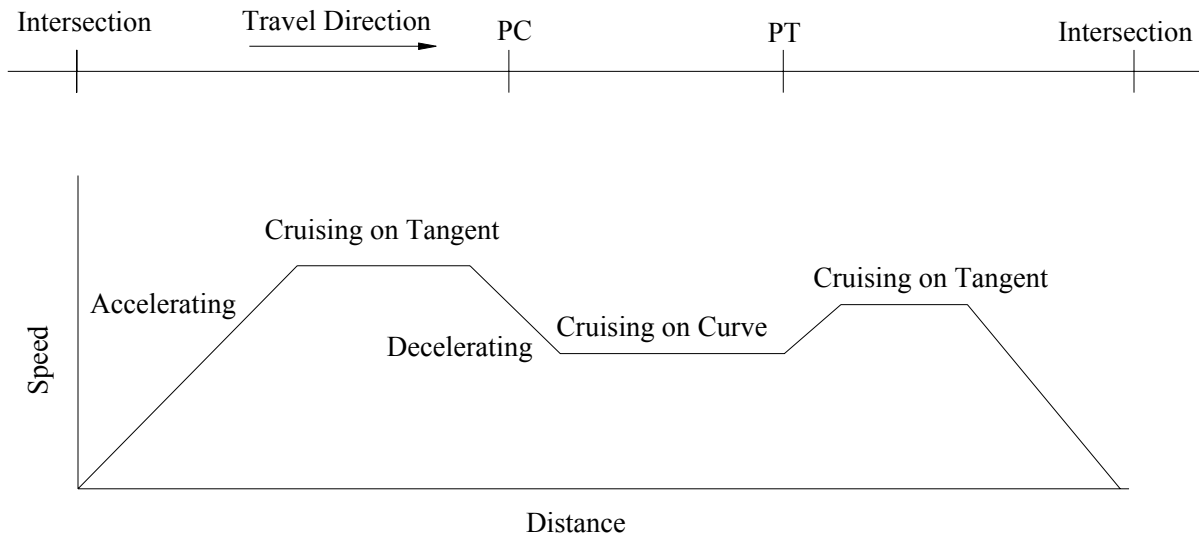 Intersection
Travel Direction
PC
PT
Intersection
Cruising on Tangent
Cruising on Tangent
Accelerating
Cruising on Curve
Decelerating
Speed
Distance